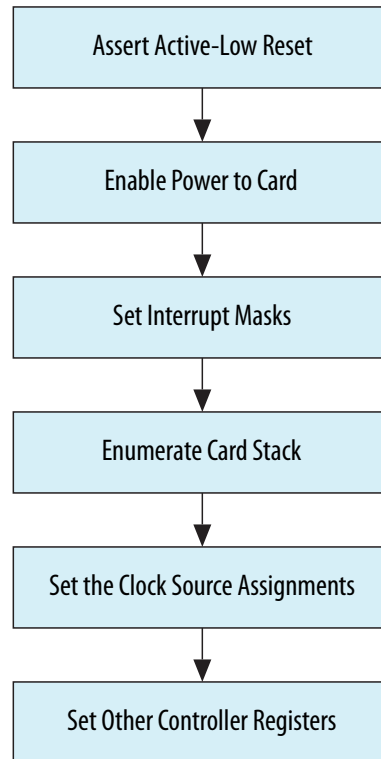 Assert Active-Low Reset
Enable Power to Card
Set Interrupt Masks
Enumerate Card Stack
Set the Clock Source Assignments
Set Other Controller Registers